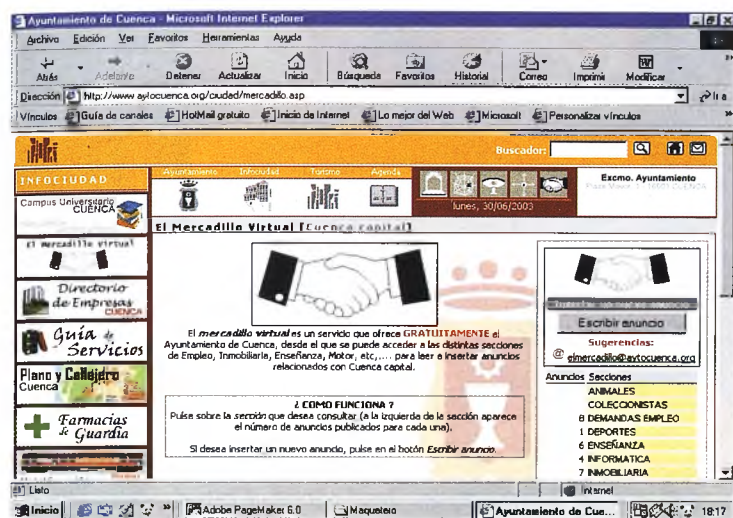 Ayuntamiento de Cuenca - Microsoft Internet Explorer
Archivo Edición Ver Favoritos Herramientas Ayuda
Atrás Adelante Detener Actualizar Inicio Búsqueda Favoritos Historial Correo Imprimir Modificar
Dirección http://www.aytocuenca.org/ciudad/mercadillo.asp Ir a
Vínculos Guía de canales HotMail gratuito Inicio de Internet Lo mejor del Web Microsoft Personalizar vínculos
Buscador:
INFOCIUDAD
Ayuntamiento Infociudad Turismo Agenda
lunes, 30/06/2003
Excmo. Ayuntamiento
Campus Universitario
CUENCA
El Mercadillo Virtual
Directorio
de Empresas
CUENCA
Guía de
Servicios
Plano y Callejero
Farmacias
de Guardia
El Mercadillo Virtual [Cuenca capital]
El mercadillo virtual es un servicio que ofrece GRATUITAMENTE el
Ayuntamiento de Cuenca, desde el que se puede acceder a las distintas secciones
de Empleo, Inmobiliaria, Enseñanza, Motor, etc,... para leer e insertar anuncios
relacionados con Cuenca capital.
¿ COMO FUNCIONA ?
Pulse sobre la sección que desea consultar (a la izquierda de la sección aparece
el número de anuncios publicados para cada una).
Si desea insertar un nuevo anuncio, pulse en el botón Escribir anuncio.
Escribir anuncio
Sugerencias:
@ elmercadillo@aytocuenca.org
Anuncios Secciones
ANIMALES
COLECCIONISTAS
8 DEMANDAS EMPLEO
1 DEPORTES
6 ENSEÑANZA
4 INFORMATICA
7 INMOBILIARIA
Listo Internet
Inicio Adobe PageMaker 6.0 Maquetero Ayuntamiento de Cue... 18:17